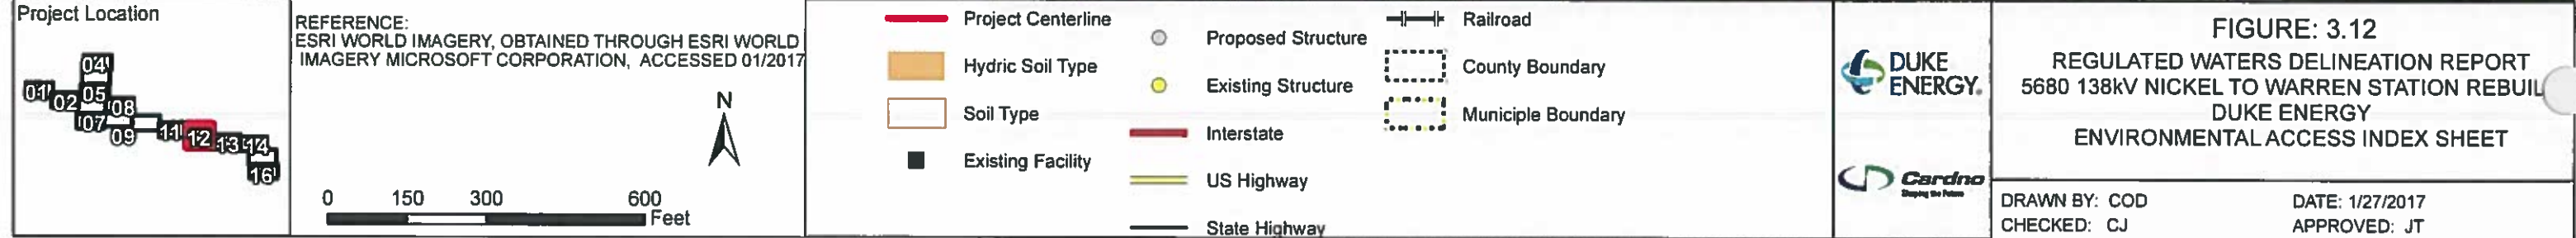 Project Location
04
01
02
05
08
07
09
11
12
13
14
16
REFERENCE:
ESRI WORLD IMAGERY, OBTAINED THROUGH ESRI WORLD
IMAGERY MICROSOFT CORPORATION, ACCESSED 01/2017
N
0 150 300 600
Feet
Project Centerline
Hydric Soil Type
Soil Type
Existing Facility
Proposed Structure
Existing Structure
Interstate
US Highway
State Highway
Railroad
County Boundary
Municiple Boundary
DUKE
ENERGY.
Cardno
Shaping the Future
FIGURE: 3.12
REGULATED WATERS DELINEATION REPORT
5680 138kV NICKEL TO WARREN STATION REBUIL
DUKE ENERGY
ENVIRONMENTAL ACCESS INDEX SHEET
DRAWN BY: COD DATE: 1/27/2017
CHECKED: CJ APPROVED: JT